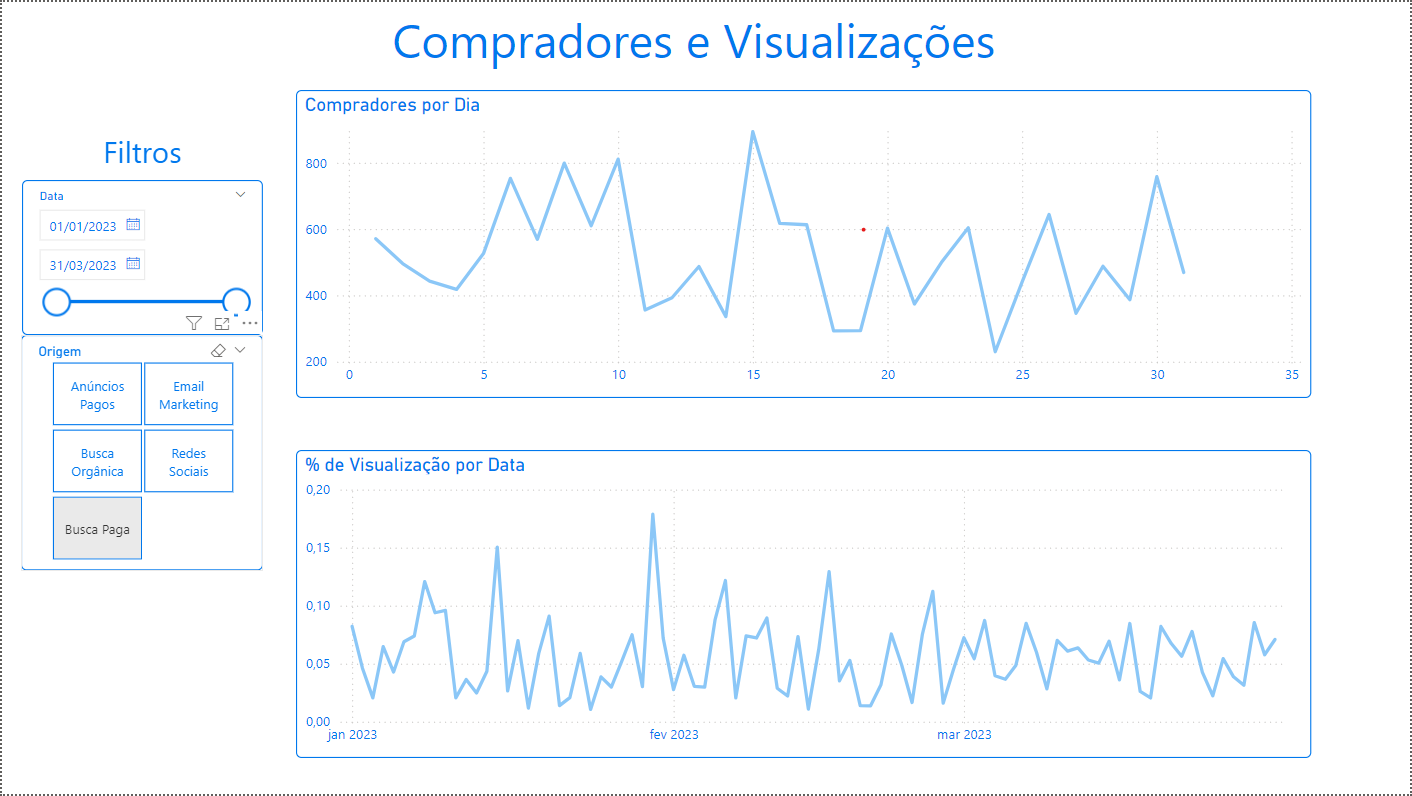 Compradores e Visualizações
Filtros
Data
01/01/2023
31/03/2023
Origem
Anúncios
Pagos
Email
Marketing
Busca
Orgânica
Redes
Sociais
Busca Paga
Compradores por Dia
800
600
400
200
0 5 10 15 20 25 30 35
% de Visualização por Data
0,20
0,15
0,10
0,05
0,00
jan 2023 fev 2023 mar 2023